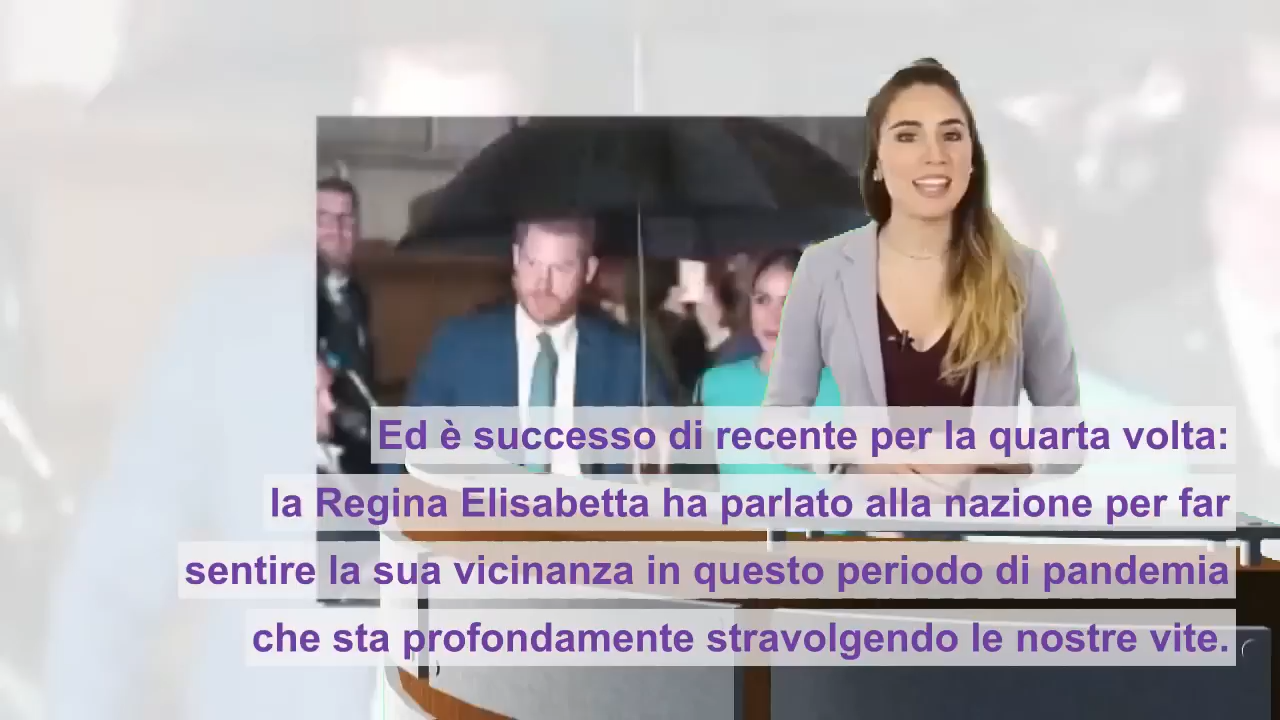 Ed è successo di recente per la quarta volta:
la Regina Elisabetta ha parlato alla nazione per far
sentire la sua vicinanza in questo periodo di pandemia
che sta profondamente stravolgendo le nostre vite.